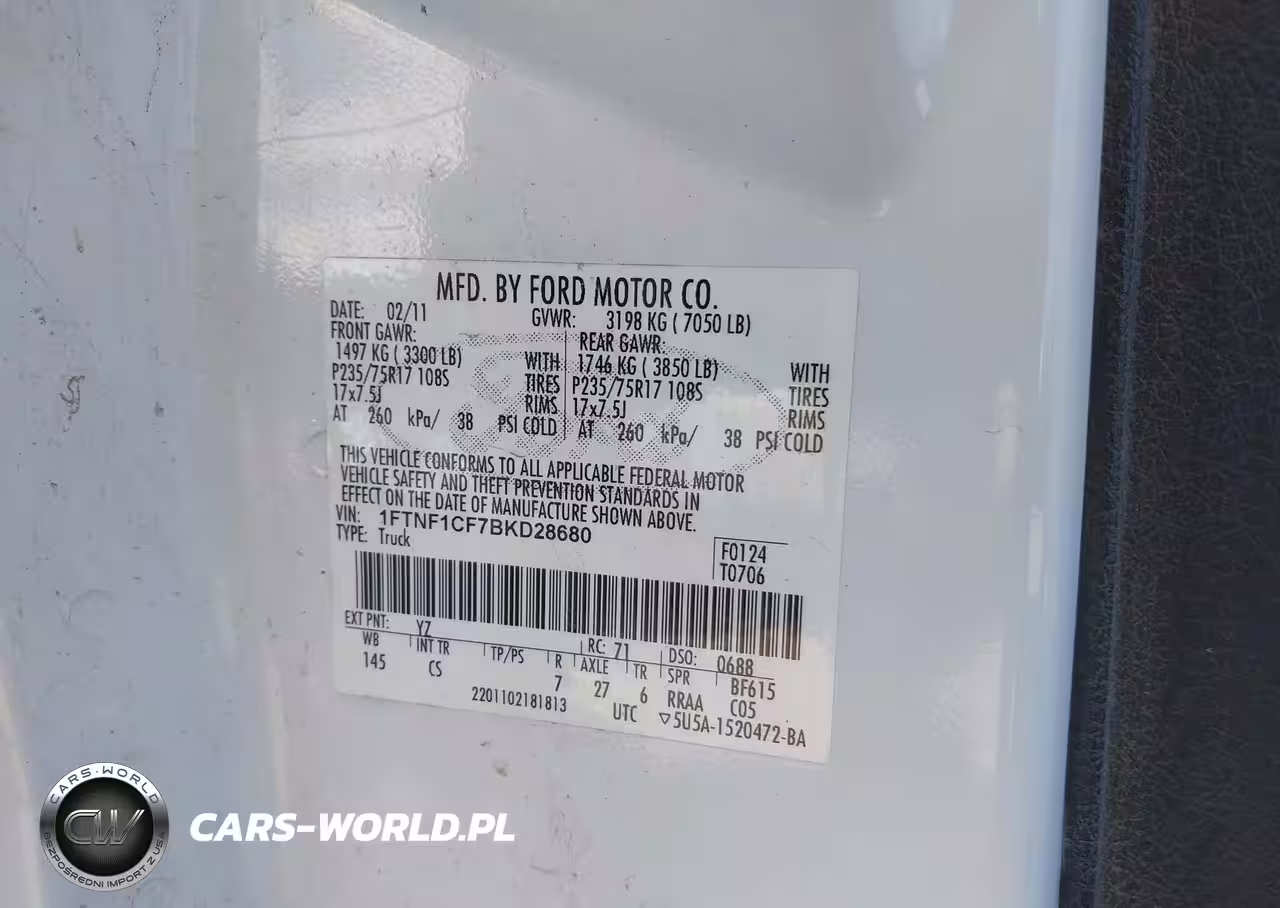 MFD. BY FORD MOTOR CO.
DATE: 02/11 GVWR: 3198 KG ( 7050 LB)
FRONT GAWR: REAR GAWR:
1497 KG ( 3300 LB) WITH 1746 KG ( 3850 LB) WITH
P235/75R17 108S TIRES P235/75R17 108S TIRES
17x7.5J RIMS 17x7.5J RIMS
AT 260 kPa/ 38 PSI COLD AT 260 kPa/ 38 PSI COLD
THIS VEHICLE CONFORMS TO ALL APPLICABLE FEDERAL MOTOR
VEHICLE SAFETY AND THEFT PREVENTION STANDARDS IN
EFFECT ON THE DATE OF MANUFACTURE SHOWN ABOVE.
VIN: 1FTNF1CF7BKD28680
TYPE: Truck
F0124
T0706
EXT PNT: YZ RC: 71 DSO: 0688
WB INT TR TP/PS R AXLE TR SPR BF615
145 CS 7 27 6 RRAA C05
2201102181813 UTC ▽5U5A-1520472-BA
CARS-WORLD
CW
BEZPOŚREDNI IMPORT Z USA
CARS-WORLD.PL